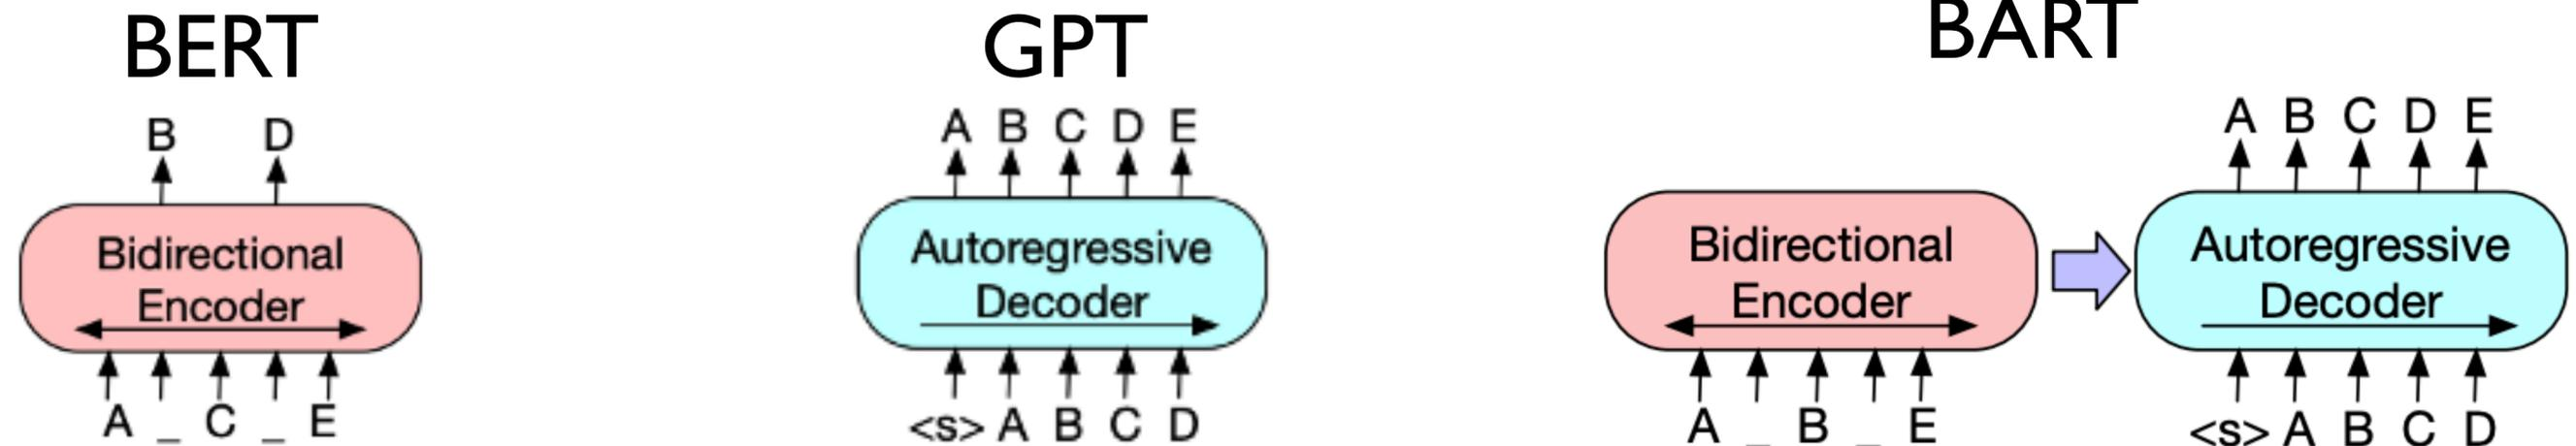 BERT
B D
Bidirectional
Encoder
A _ C _ E
GPT
A B C D E
Autoregressive
Decoder
<s> A B C D
BART
Bidirectional
Encoder
A _ B _ E
A B C D E
Autoregressive
Decoder
<s> A B C D